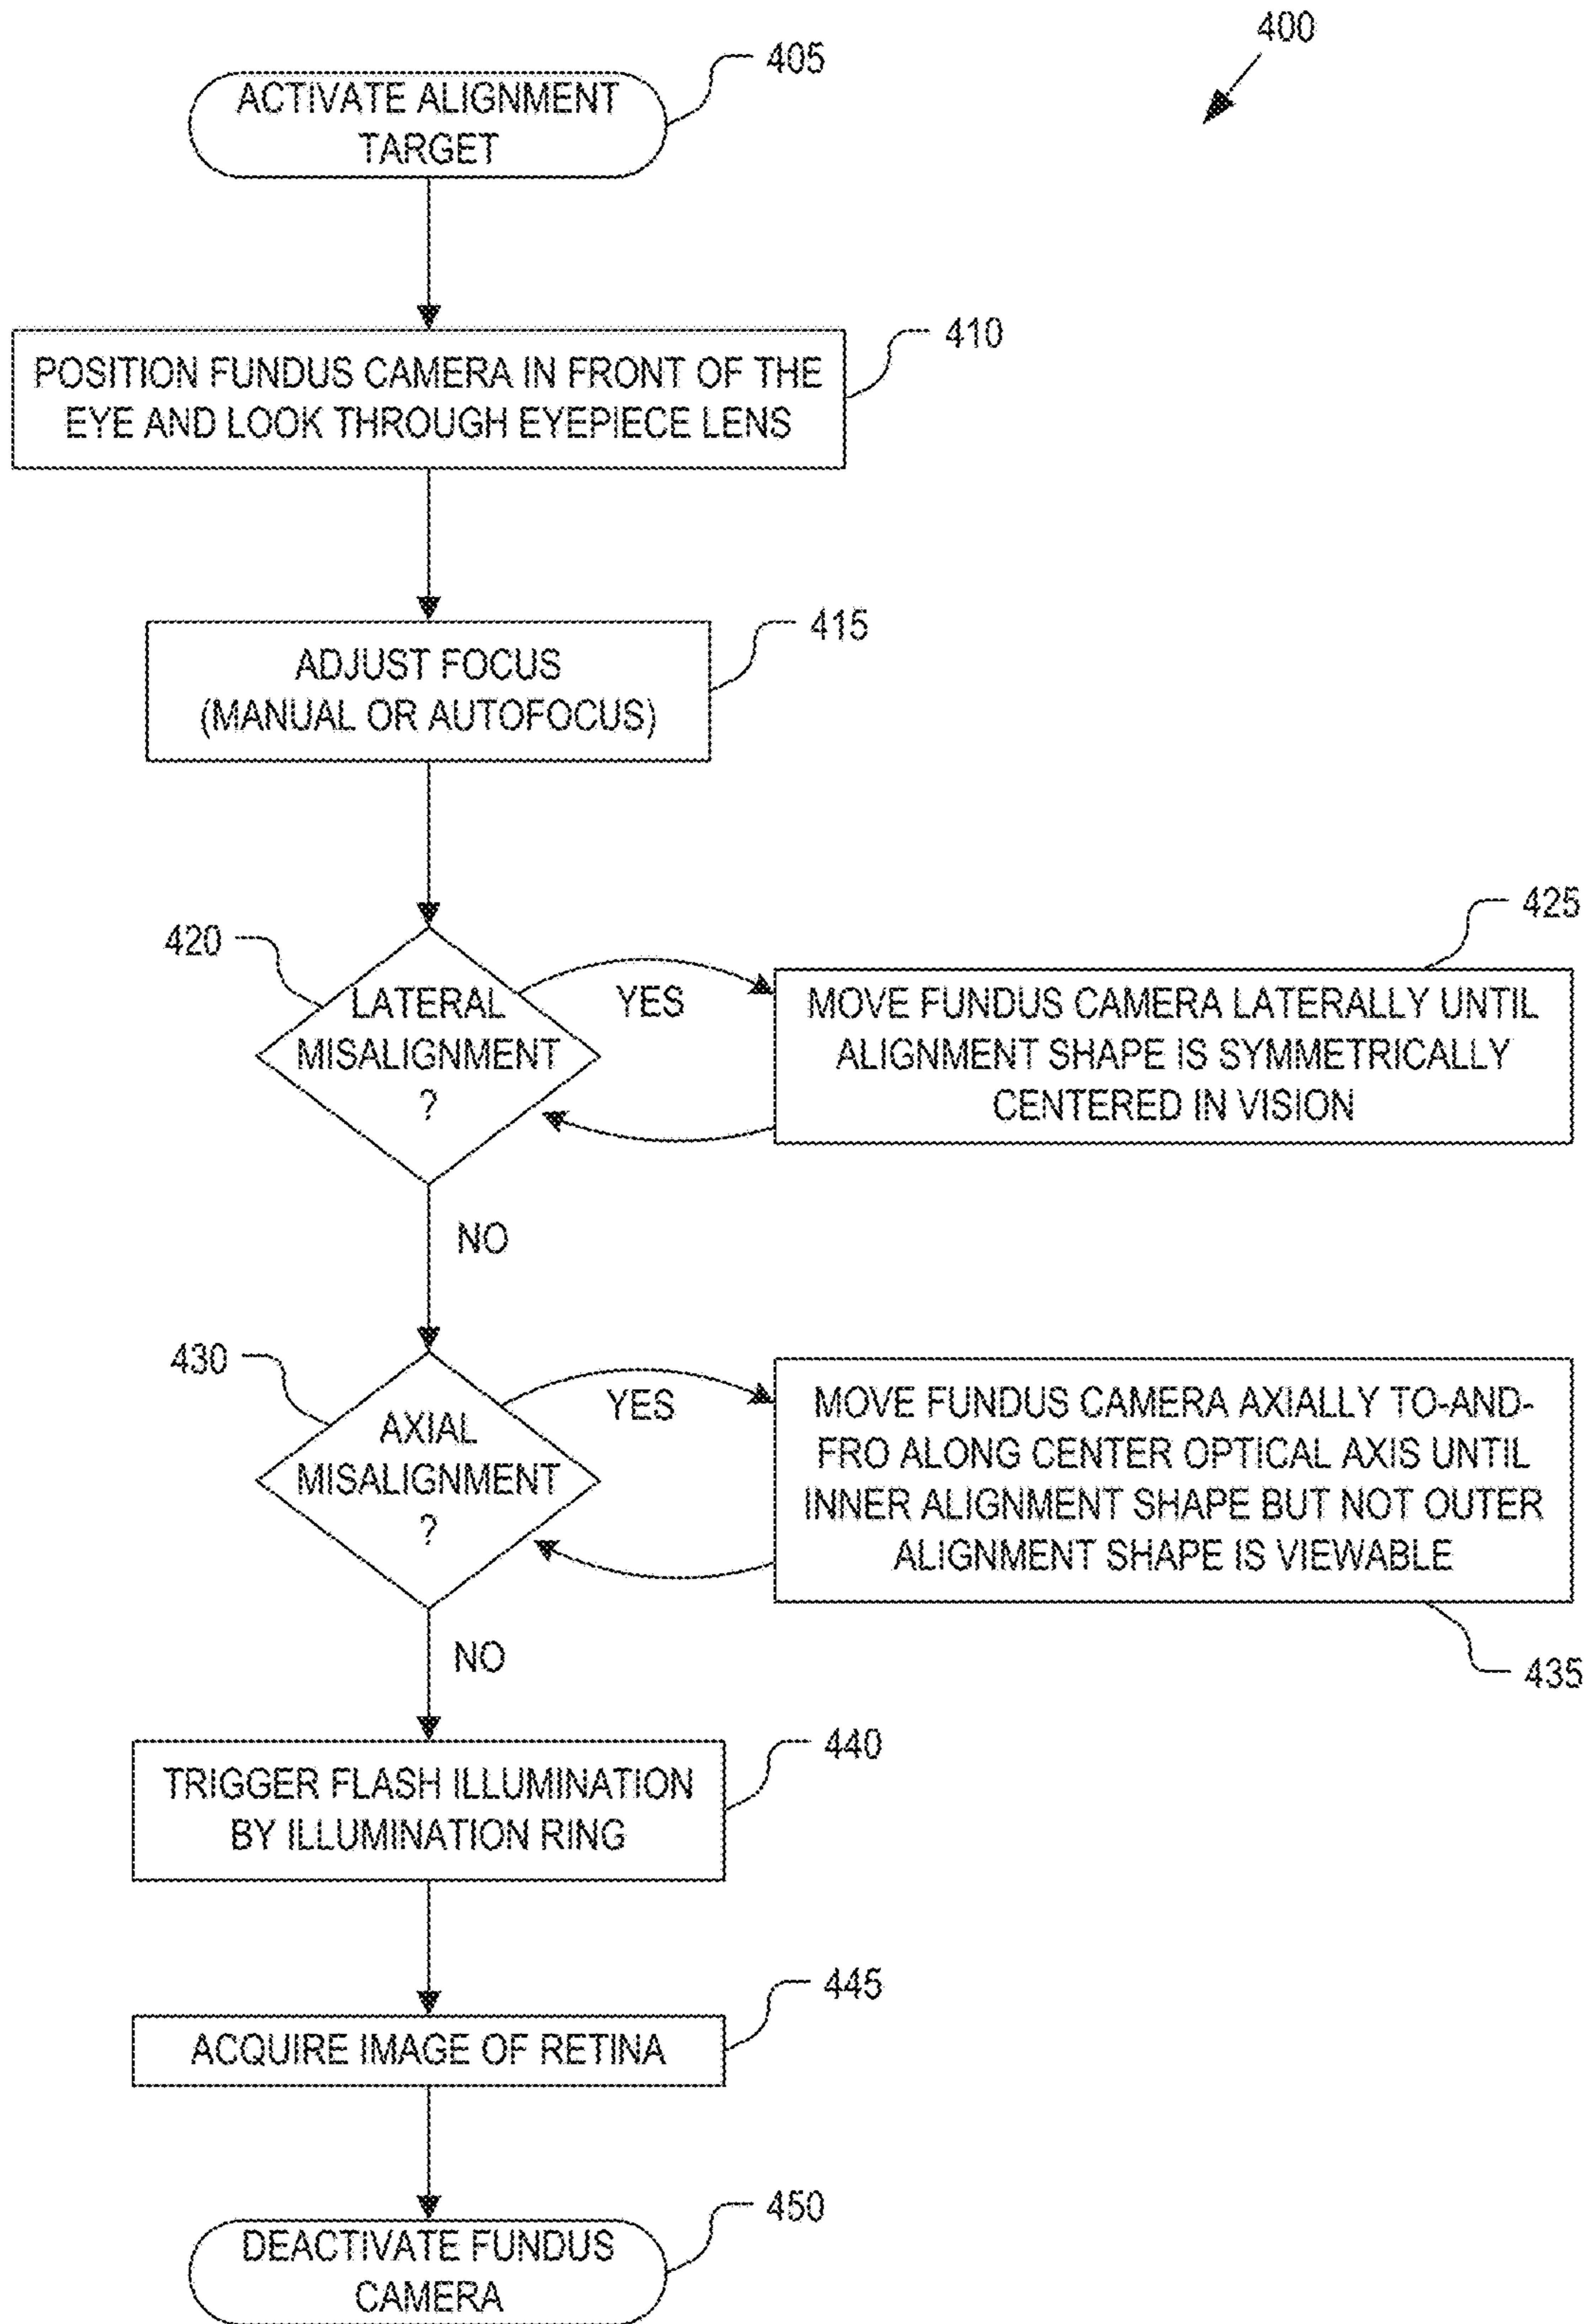 400
405
ACTIVATE ALIGNMENT
TARGET
410
POSITION FUNDUS CAMERA IN FRONT OF THE
EYE AND LOOK THROUGH EYEPIECE LENS
415
ADJUST FOCUS
(MANUAL OR AUTOFOCUS)
420
LATERAL
MISALIGNMENT
?
YES
425
MOVE FUNDUS CAMERA LATERALLY UNTIL
ALIGNMENT SHAPE IS SYMMETRICALLY
CENTERED IN VISION
NO
430
AXIAL
MISALIGNMENT
?
YES
MOVE FUNDUS CAMERA AXIALLY TO-AND-
FRO ALONG CENTER OPTICAL AXIS UNTIL
INNER ALIGNMENT SHAPE BUT NOT OUTER
ALIGNMENT SHAPE IS VIEWABLE
435
NO
440
TRIGGER FLASH ILLUMINATION
BY ILLUMINATION RING
445
ACQUIRE IMAGE OF RETINA
450
DEACTIVATE FUNDUS
CAMERA